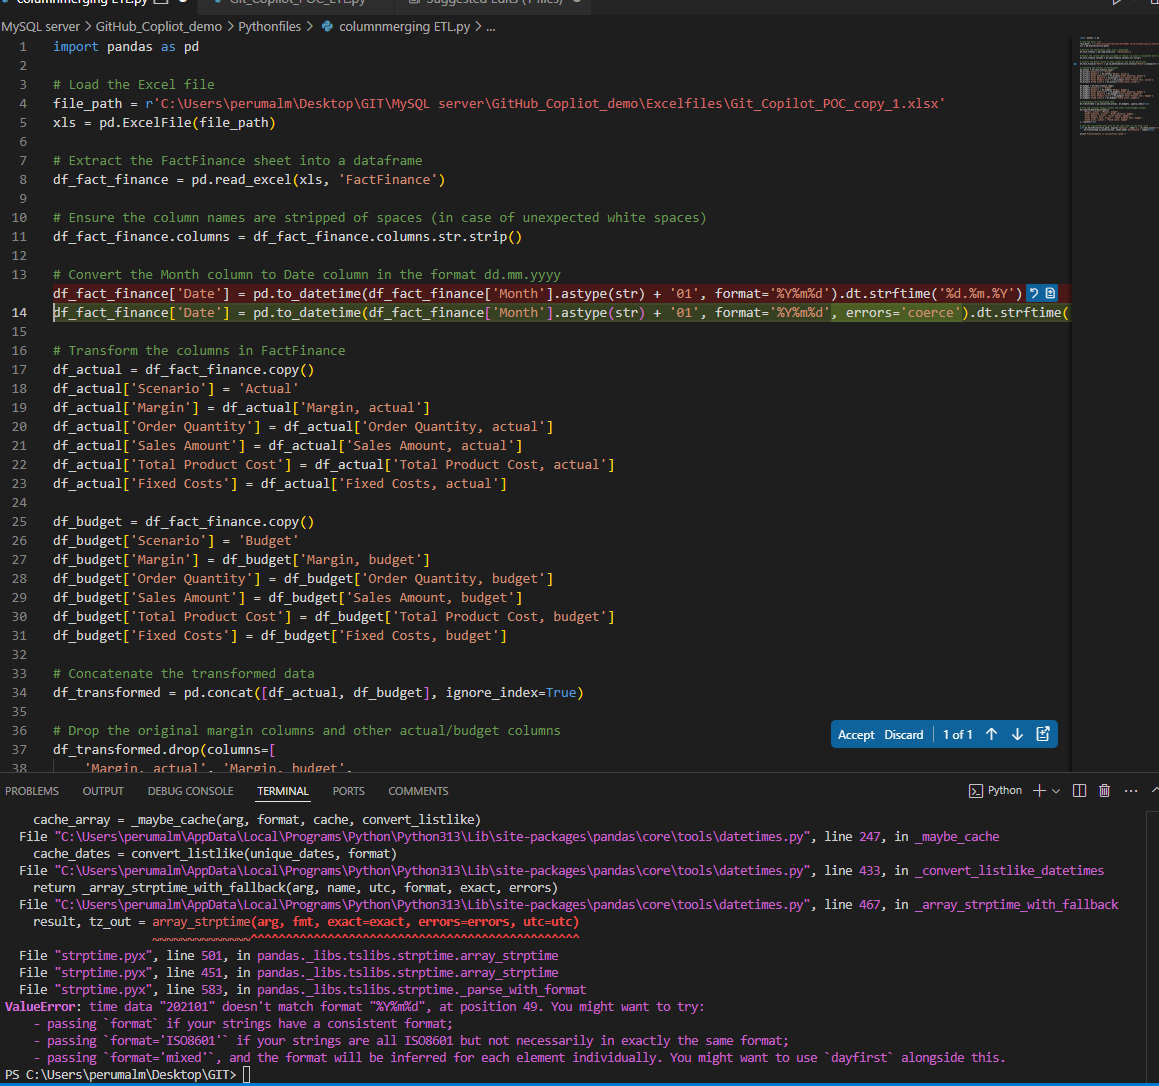 columnmerging ETL.py
Git_Copilot_POC_ETL.py
Suggested Edits (1 files)
MySQL server > GitHub_Copliot_demo > Pythonfiles > columnmerging ETL.py > ...
1 import pandas as pd
2
3 # Load the Excel file
4 file_path = r'C:\Users\perumalm\Desktop\GIT\MySQL server\GitHub_Copliot_demo\Excelfiles\Git_Copilot_POC_copy_1.xlsx'
5 xls = pd.ExcelFile(file_path)
6
7 # Extract the FactFinance sheet into a dataframe
8 df_fact_finance = pd.read_excel(xls, 'FactFinance')
9
10 # Ensure the column names are stripped of spaces (in case of unexpected white spaces)
11 df_fact_finance.columns = df_fact_finance.columns.str.strip()
12
13 # Convert the Month column to Date column in the format dd.mm.yyyy
df_fact_finance['Date'] = pd.to_datetime(df_fact_finance['Month'].astype(str) + '01', format='%Y%m%d').dt.strftime('%d.%m.%Y')
14 df_fact_finance['Date'] = pd.to_datetime(df_fact_finance['Month'].astype(str) + '01', format='%Y%m%d', errors='coerce').dt.strftime(
15
16 # Transform the columns in FactFinance
17 df_actual = df_fact_finance.copy()
18 df_actual['Scenario'] = 'Actual'
19 df_actual['Margin'] = df_actual['Margin, actual']
20 df_actual['Order Quantity'] = df_actual['Order Quantity, actual']
21 df_actual['Sales Amount'] = df_actual['Sales Amount, actual']
22 df_actual['Total Product Cost'] = df_actual['Total Product Cost, actual']
23 df_actual['Fixed Costs'] = df_actual['Fixed Costs, actual']
24
25 df_budget = df_fact_finance.copy()
26 df_budget['Scenario'] = 'Budget'
27 df_budget['Margin'] = df_budget['Margin, budget']
28 df_budget['Order Quantity'] = df_budget['Order Quantity, budget']
29 df_budget['Sales Amount'] = df_budget['Sales Amount, budget']
30 df_budget['Total Product Cost'] = df_budget['Total Product Cost, budget']
31 df_budget['Fixed Costs'] = df_budget['Fixed Costs, budget']
32
33 # Concatenate the transformed data
34 df_transformed = pd.concat([df_actual, df_budget], ignore_index=True)
35
36 # Drop the original margin columns and other actual/budget columns
37 df_transformed.drop(columns=[
38 'Margin, actual', 'Margin, budget',
Accept Discard 1 of 1
PROBLEMS OUTPUT DEBUG CONSOLE TERMINAL PORTS COMMENTS Python
cache_array = _maybe_cache(arg, format, cache, convert_listlike)
File "C:\Users\perumalm\AppData\Local\Programs\Python\Python313\Lib\site-packages\pandas\core\tools\datetimes.py", line 247, in _maybe_cache
cache_dates = convert_listlike(unique_dates, format)
File "C:\Users\perumalm\AppData\Local\Programs\Python\Python313\Lib\site-packages\pandas\core\tools\datetimes.py", line 433, in _convert_listlike_datetimes
return _array_strptime_with_fallback(arg, name, utc, format, exact, errors)
File "C:\Users\perumalm\AppData\Local\Programs\Python\Python313\Lib\site-packages\pandas\core\tools\datetimes.py", line 467, in _array_strptime_with_fallback
result, tz_out = array_strptime(arg, fmt, exact=exact, errors=errors, utc=utc)
~~~~~~~~~~~~~~^^^^^^^^^^^^^^^^^^^^^^^^^^^^^^^^^^^^^^^^^^^
File "strptime.pyx", line 501, in pandas._libs.tslibs.strptime.array_strptime
File "strptime.pyx", line 451, in pandas._libs.tslibs.strptime.array_strptime
File "strptime.pyx", line 583, in pandas._libs.tslibs.strptime._parse_with_format
ValueError: time data "202101" doesn't match format "%Y%m%d", at position 49. You might want to try:
- passing `format` if your strings have a consistent format;
- passing `format='ISO8601'` if your strings are all ISO8601 but not necessarily in exactly the same format;
- passing `format='mixed'`, and the format will be inferred for each element individually. You might want to use `dayfirst` alongside this.
PS C:\Users\perumalm\Desktop\GIT>